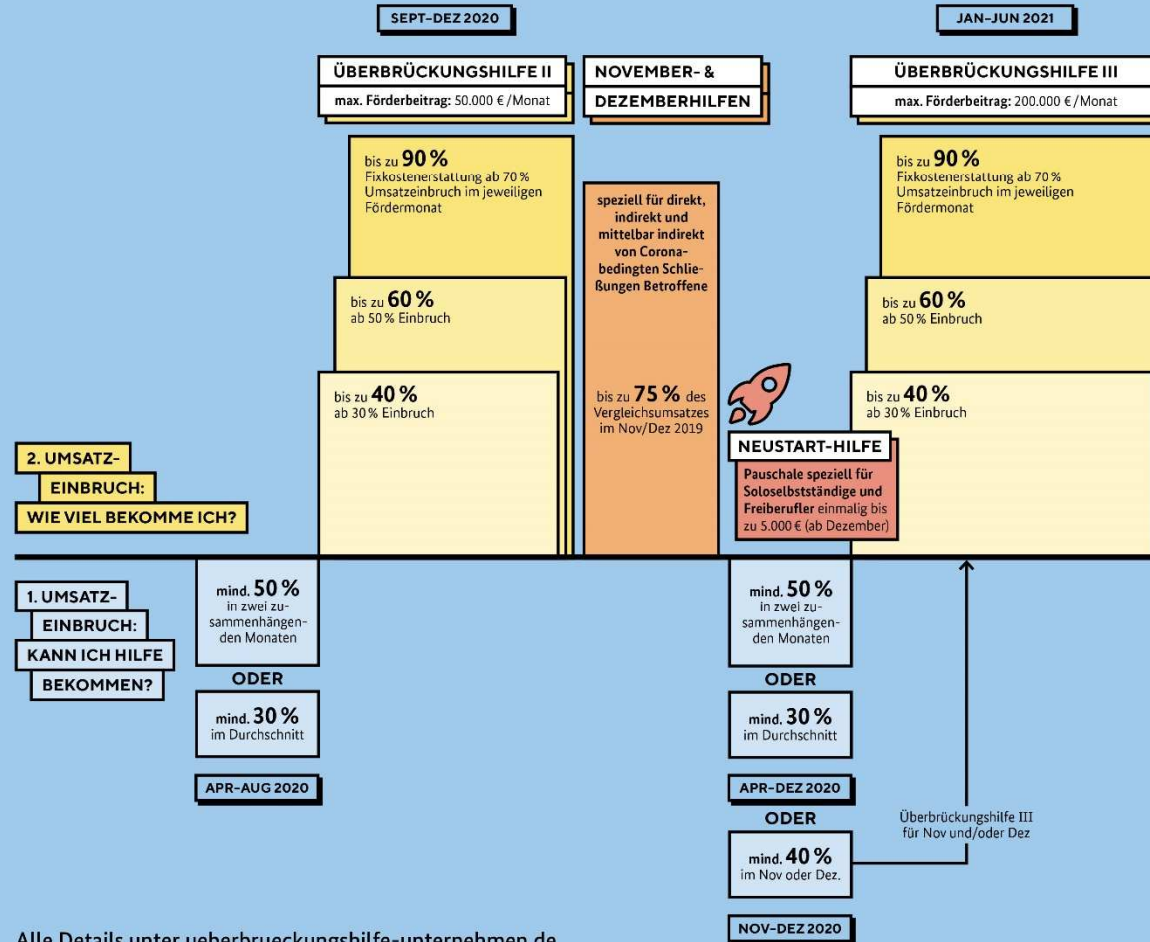 SEPT–DEZ 2020
JAN–JUN 2021
ÜBERBRÜCKUNGSHILFE II
max. Förderbeitrag: 50.000 €/Monat
NOVEMBER- &
DEZEMBERHILFEN
ÜBERBRÜCKUNGSHILFE III
max. Förderbeitrag: 200.000 €/Monat
bis zu 90 %
Fixkostenerstattung ab 70 %
Umsatzeinbruch im jeweiligen
Fördermonat
bis zu 60 %
ab 50 % Einbruch
bis zu 40 %
ab 30 % Einbruch
speziell für direkt,
indirekt und
mittelbar indirekt
von Corona-
bedingten Schlie-
ßungen Betroffene
bis zu 75 % des
Vergleichsumsatzes
im Nov/Dez 2019
NEUSTART-HILFE
Pauschale speziell für
Soloselbstständige und
Freiberufler einmalig bis
zu 5.000 € (ab Dezember)
bis zu 90 %
Fixkostenerstattung ab 70 %
Umsatzeinbruch im jeweiligen
Fördermonat
bis zu 60 %
ab 50 % Einbruch
bis zu 40 %
ab 30 % Einbruch
2. UMSATZ-
EINBRUCH:
WIE VIEL BEKOMME ICH?
1. UMSATZ-
EINBRUCH:
KANN ICH HILFE
BEKOMMEN?
mind. 50 %
in zwei zu-
sammenhängen-
den Monaten
ODER
mind. 30 %
im Durchschnitt
APR–AUG 2020
mind. 50 %
in zwei zu-
sammenhängen-
den Monaten
ODER
mind. 30 %
im Durchschnitt
APR–DEZ 2020
ODER
mind. 40 %
im Nov oder Dez.
NOV–DEZ 2020
Überbrückungshilfe III
für Nov und/oder Dez
Alle Details unter ueberbrueckungshilfe-unternehmen.de